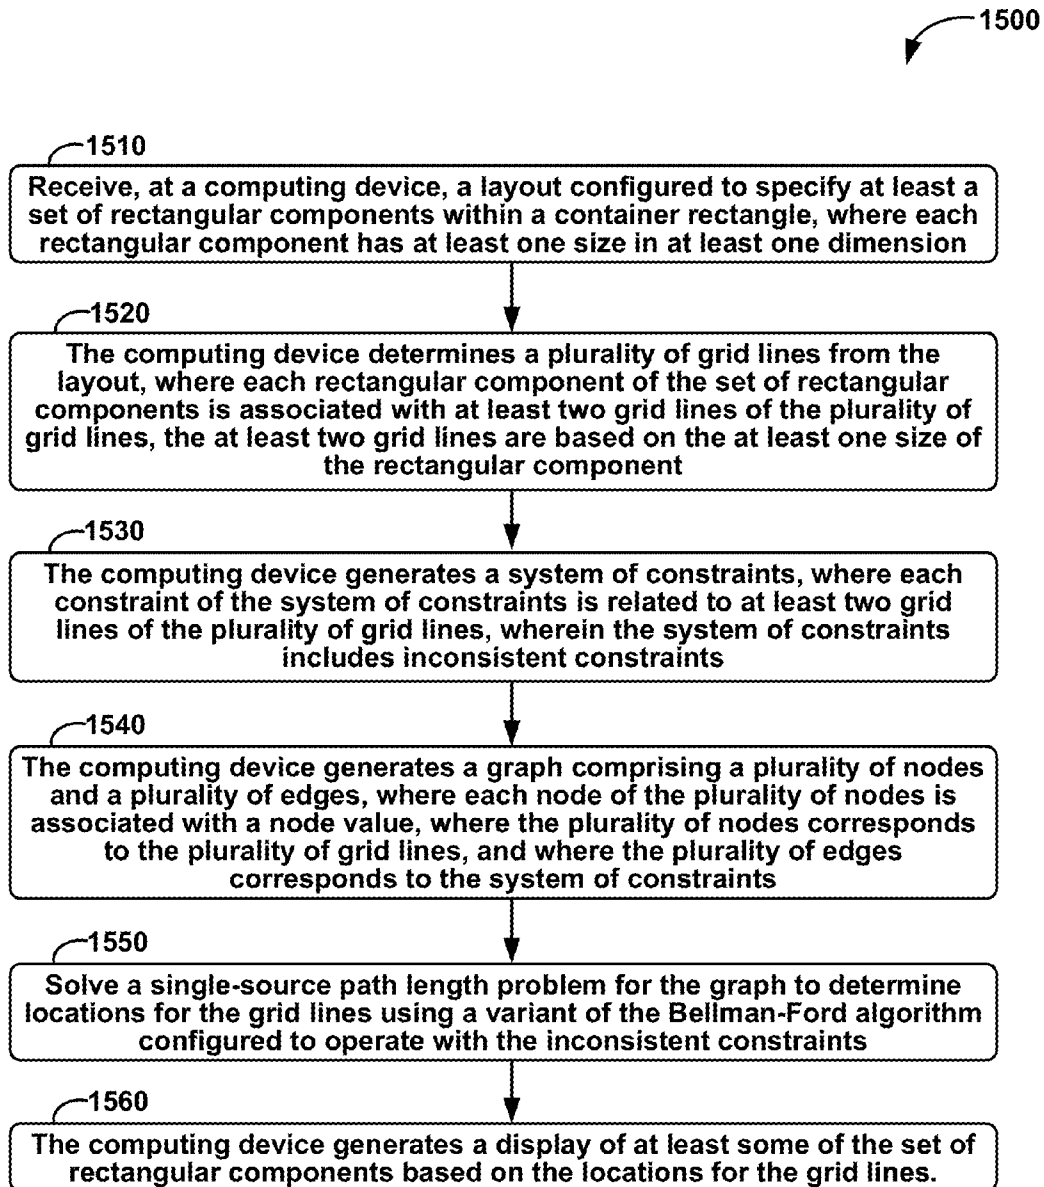 1500
1510
Receive, at a computing device, a layout configured to specify at least a
set of rectangular components within a container rectangle, where each
rectangular component has at least one size in at least one dimension
1520
The computing device determines a plurality of grid lines from the
layout, where each rectangular component of the set of rectangular
components is associated with at least two grid lines of the plurality of
grid lines, the at least two grid lines are based on the at least one size of
the rectangular component
1530
The computing device generates a system of constraints, where each
constraint of the system of constraints is related to at least two grid
lines of the plurality of grid lines, wherein the system of constraints
includes inconsistent constraints
1540
The computing device generates a graph comprising a plurality of nodes
and a plurality of edges, where each node of the plurality of nodes is
associated with a node value, where the plurality of nodes corresponds
to the plurality of grid lines, and where the plurality of edges
corresponds to the system of constraints
1550
Solve a single-source path length problem for the graph to determine
locations for the grid lines using a variant of the Bellman-Ford algorithm
configured to operate with the inconsistent constraints
1560
The computing device generates a display of at least some of the set of
rectangular components based on the locations for the grid lines.